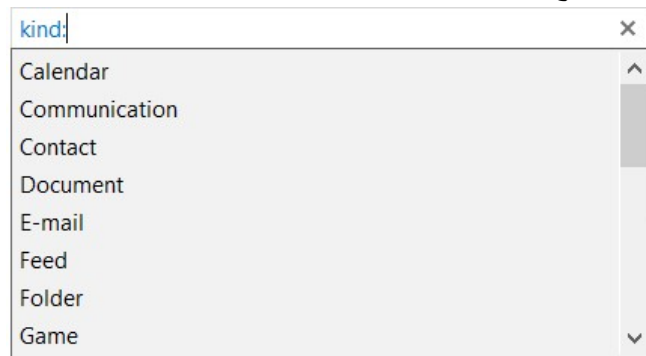 kind:
Calendar
Communication
Contact
Document
E-mail
Feed
Folder
Game